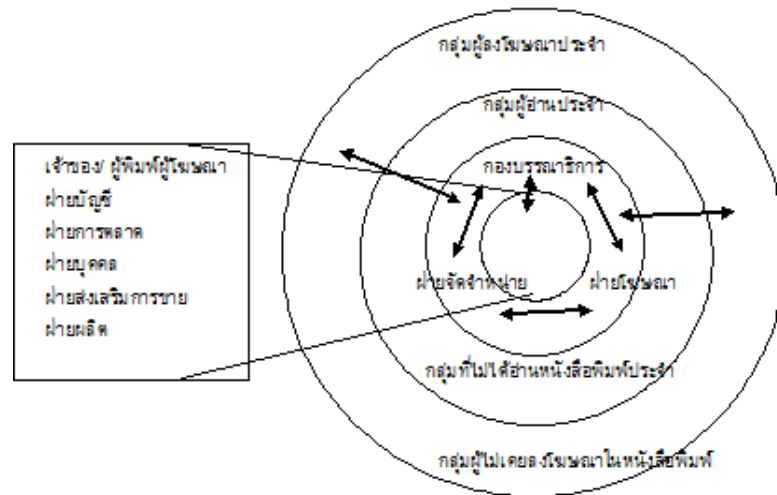 กลุ่มผู้ลงโฆษณาประจำ
กลุ่มผู้อ่านประจำ
กองบรรณาธิการ
เจ้าของ/ ผู้พิมพ์ผู้โฆษณา
ฝ่ายบัญชี
ฝ่ายการตลาด
ฝ่ายบุคคล
ฝ่ายส่งเสริมการขาย
ฝ่ายผลิต
ฝ่ายจัดจำหน่าย
ฝ่ายโฆษณา
กลุ่มที่ไม่ได้อ่านหนังสือพิมพ์ประจำ
กลุ่มผู้ไม่เคยลงโฆษณาในหนังสือพิมพ์